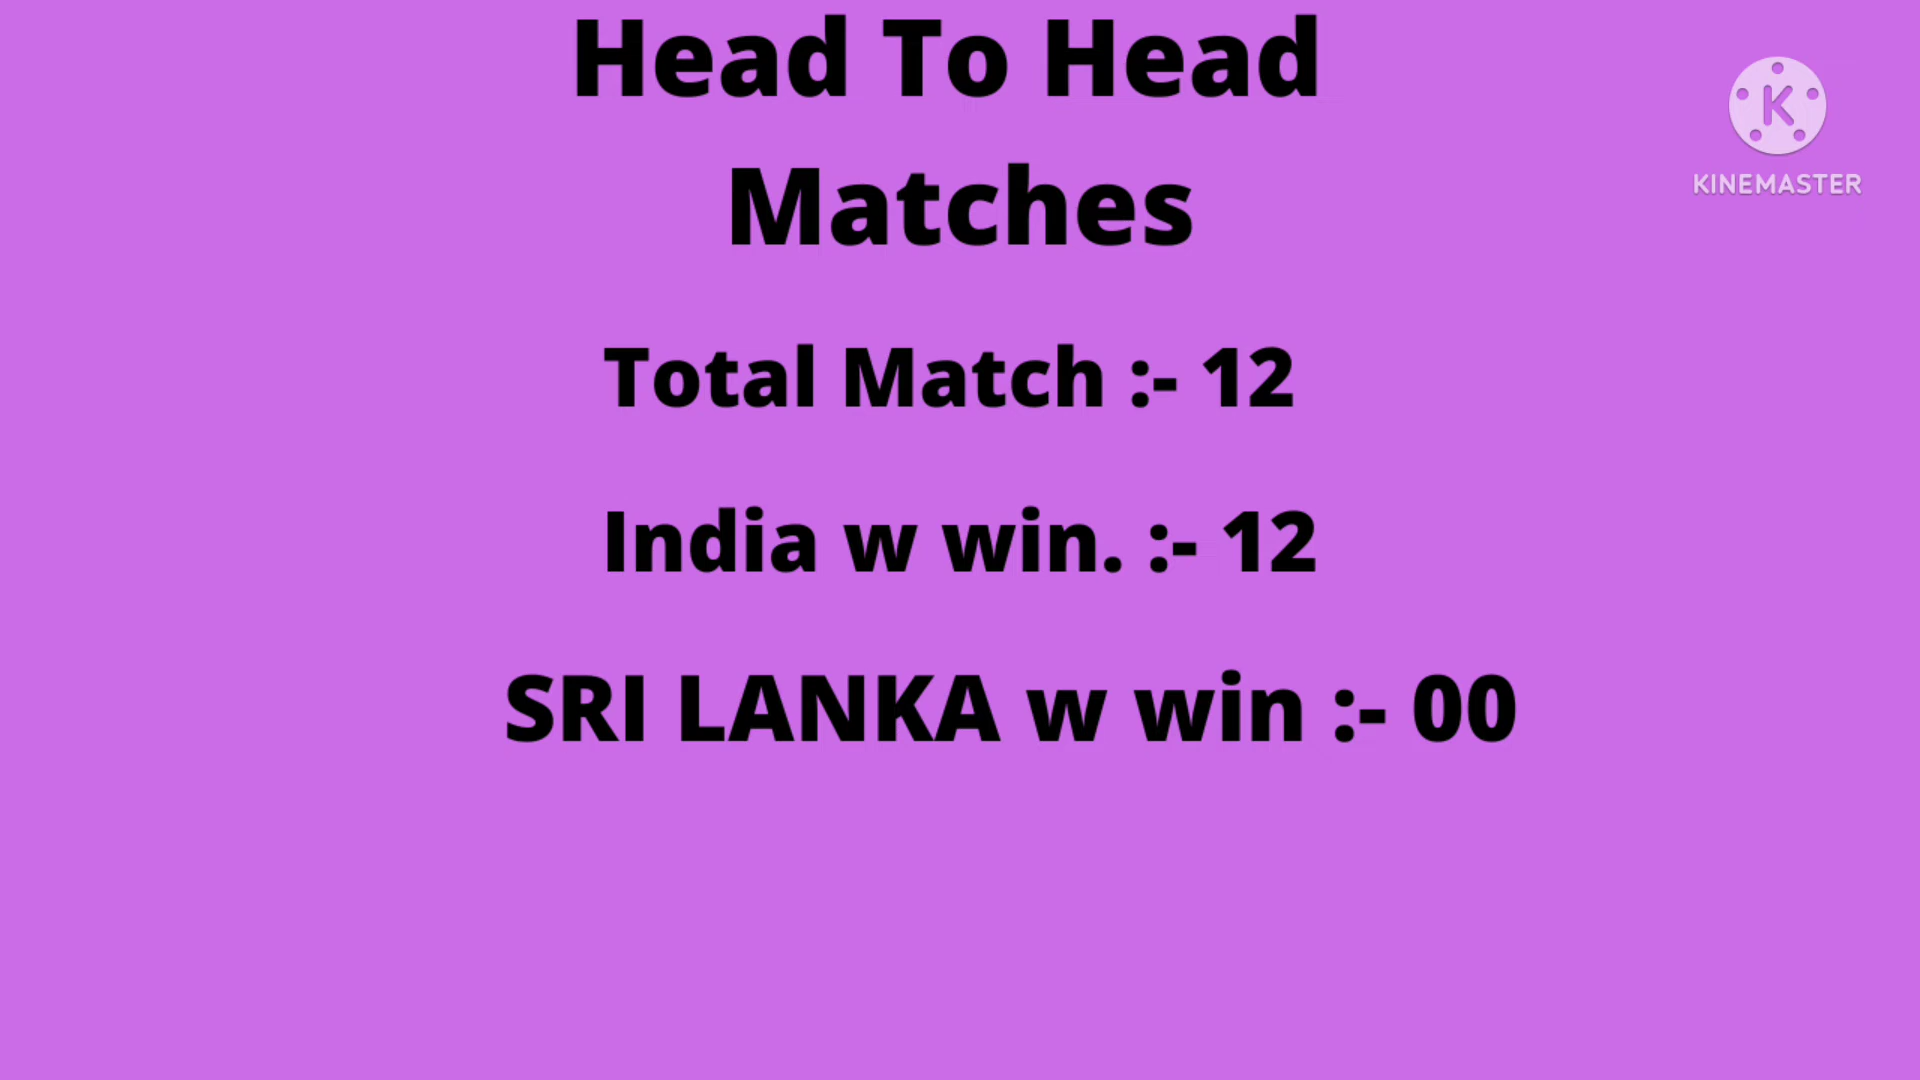 Head To Head
Matches
KINEMASTER
Total Match :- 12
India w win. :- 12
SRI LANKA w win :- 00